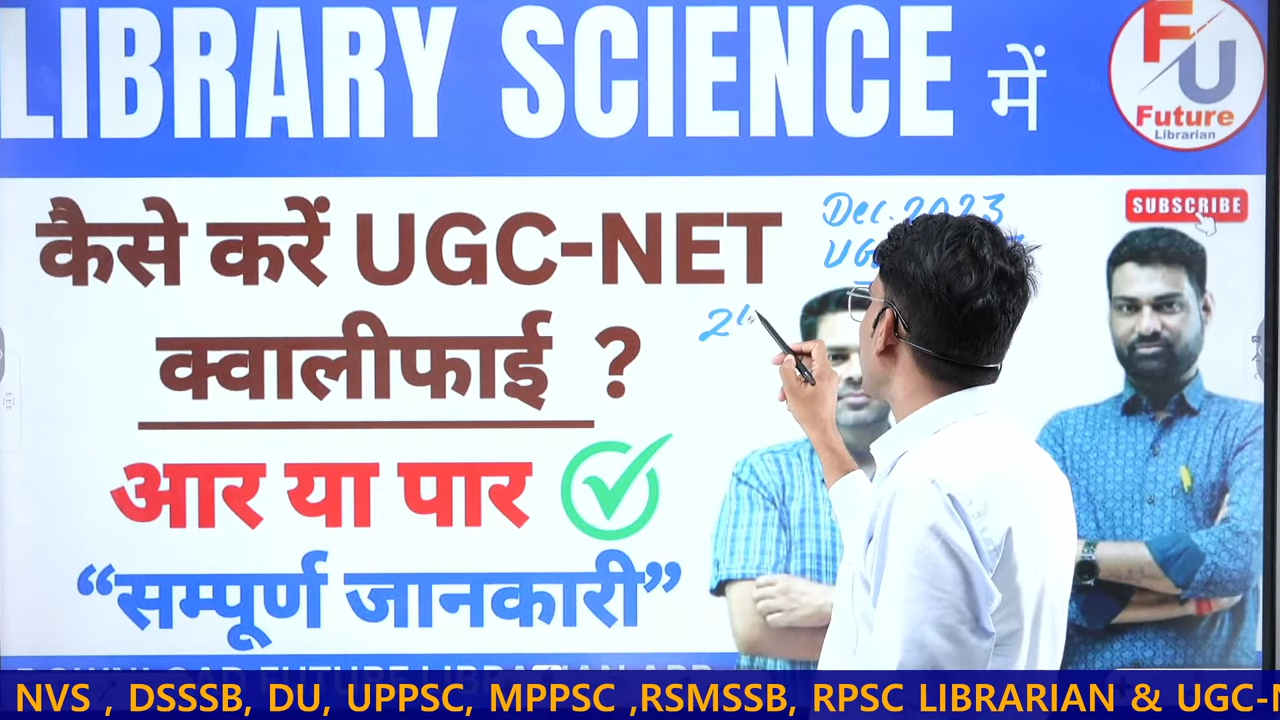 LIBRARY SCIENCE में
FU
Future
Librarian
कैसे करें UGC-NET
क्वालीफाई ?
आर या पार
“सम्पूर्ण जानकारी”
Dec. 2023
SUBSCRIBE
NVS , DSSSB, DU, UPPSC, MPPSC ,RSMSSB, RPSC LIBRARIAN & UGC-